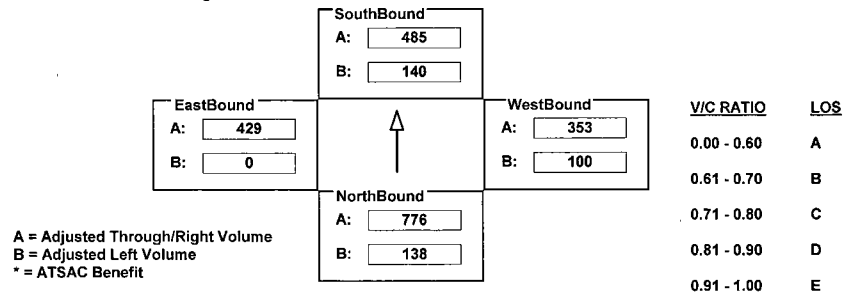 SouthBound
A: 485
B: 140
EastBound
A: 429
B: 0
WestBound
A: 353
B: 100
NorthBound
A: 776
B: 138
A = Adjusted Through/Right Volume
B = Adjusted Left Volume
* = ATSAC Benefit
V/C RATIO LOS
0.00 - 0.60 A
0.61 - 0.70 B
0.71 - 0.80 C
0.81 - 0.90 D
0.91 - 1.00 E